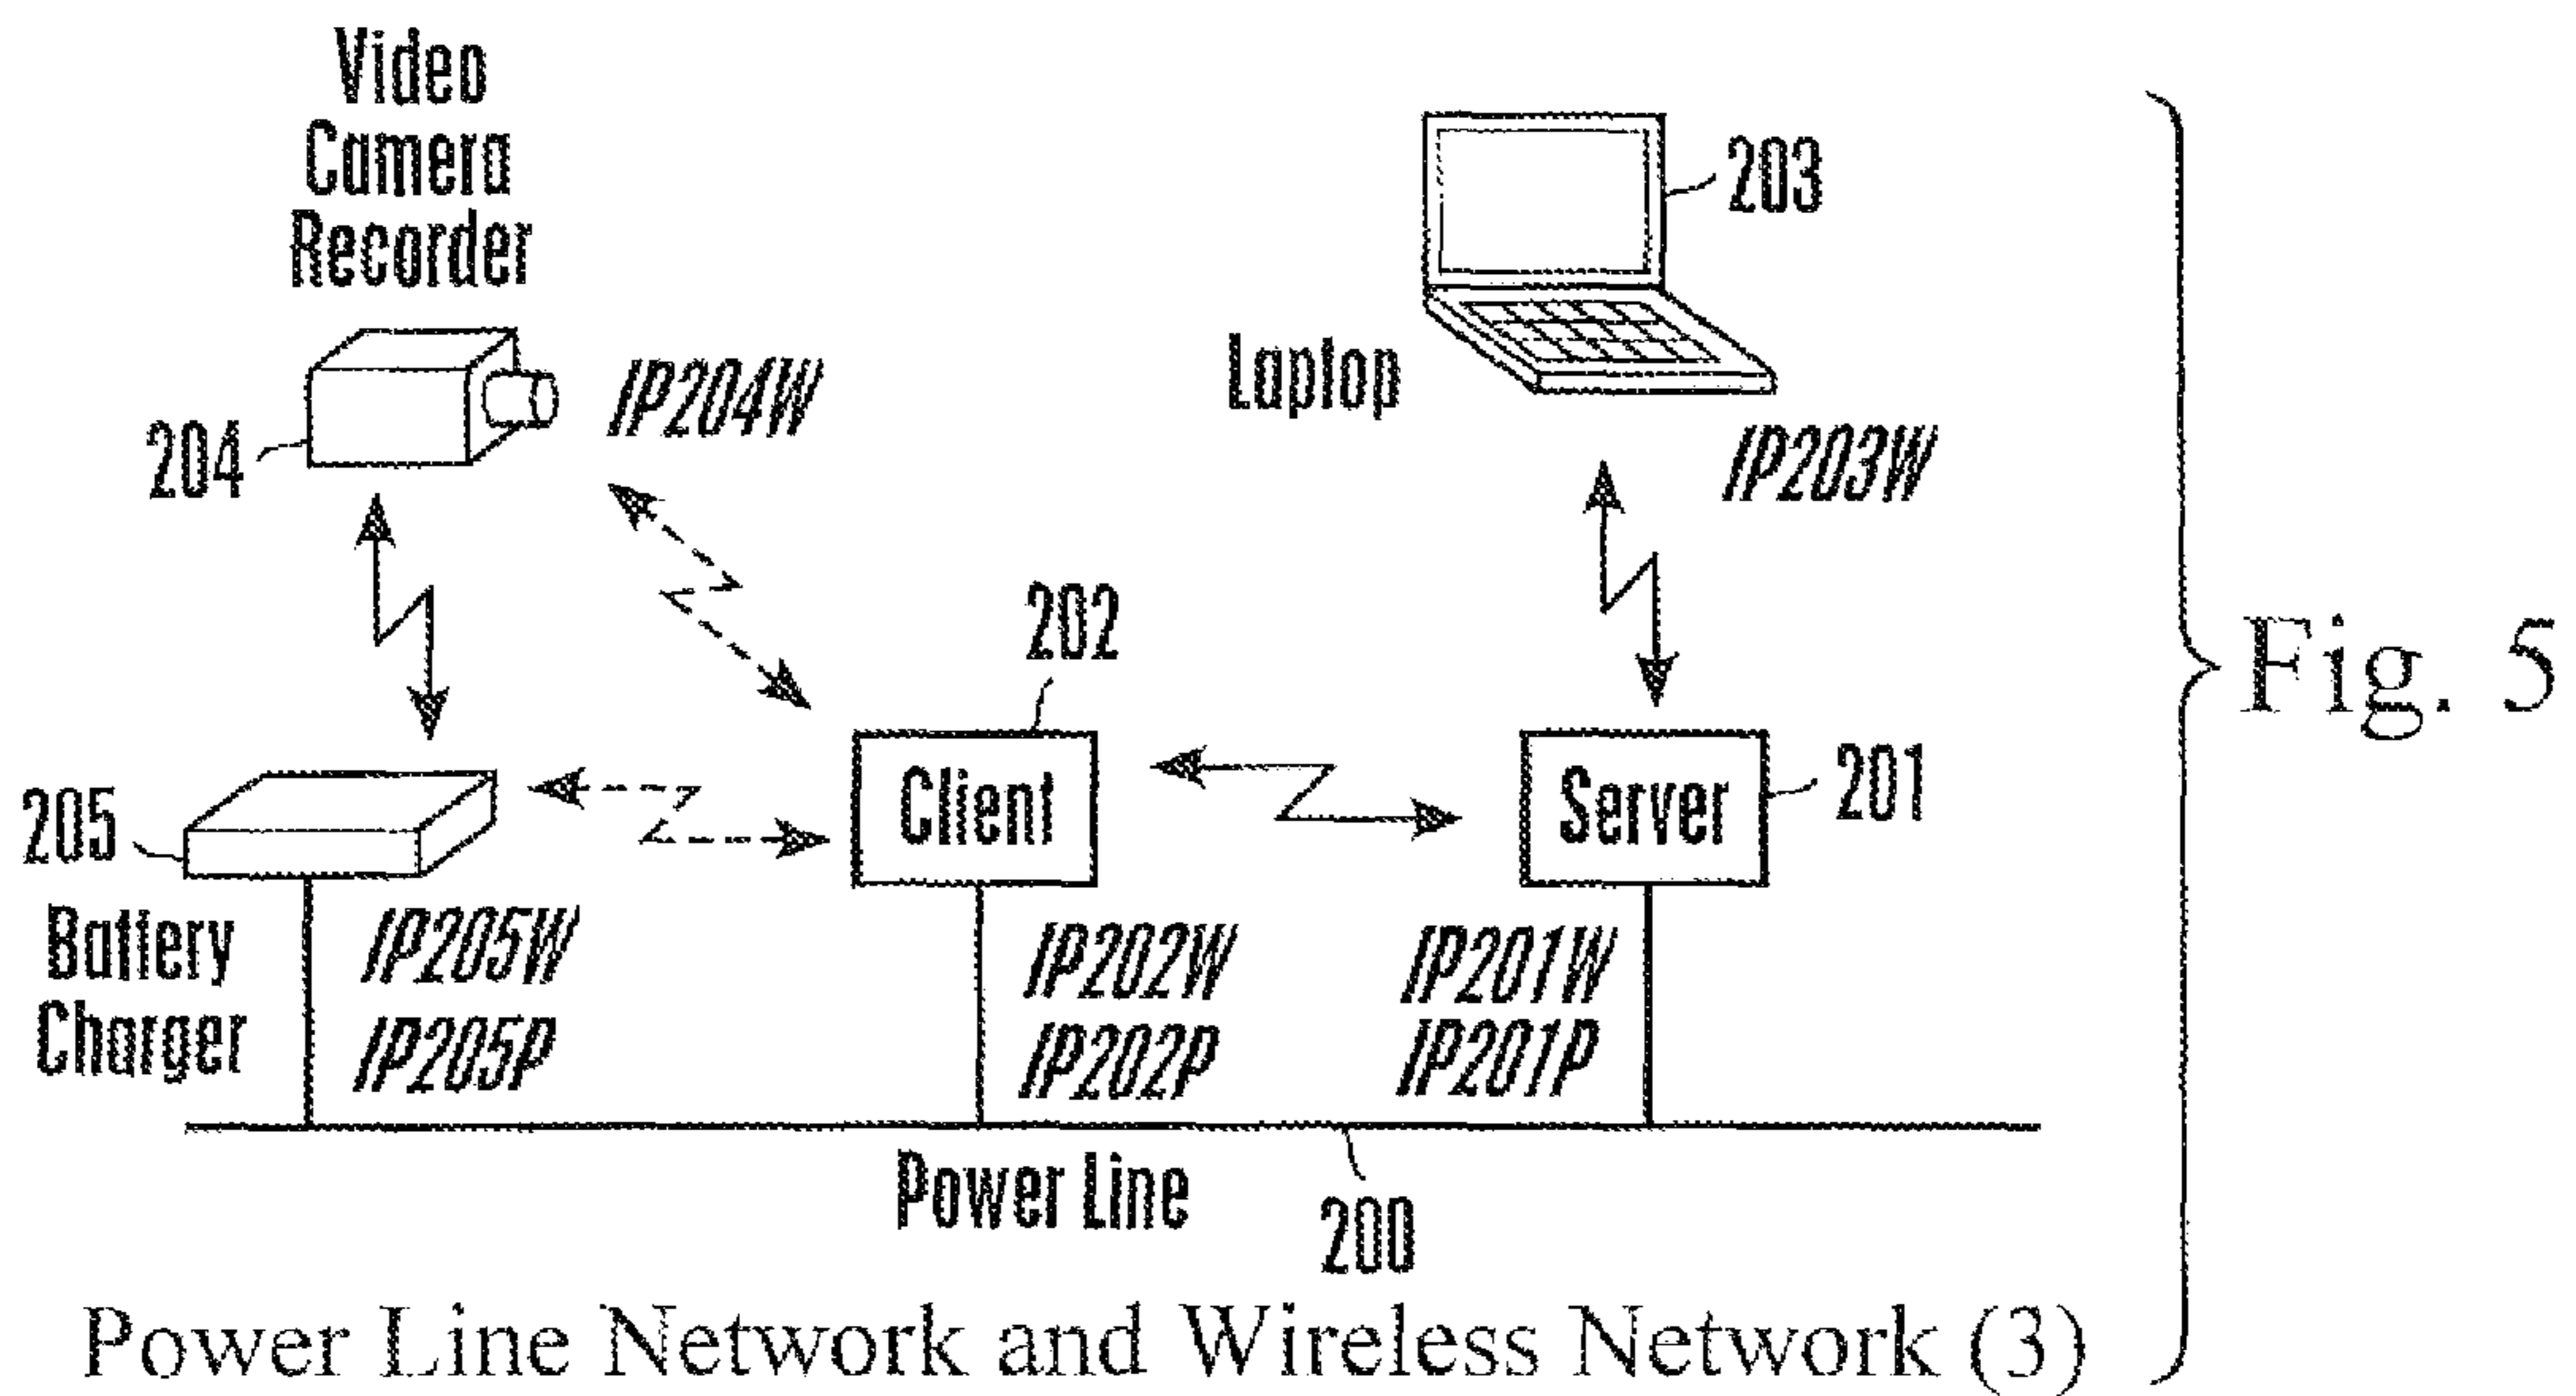 Video
Camera
Recorder
204
IP204W
Laptop
203
IP203W
205
Battery
Charger
IP205W
IP205P
202
Client
IP202W
IP202P
Server
201
IP201W
IP201P
Power Line
200
Power Line Network and Wireless Network (3)
Fig. 5